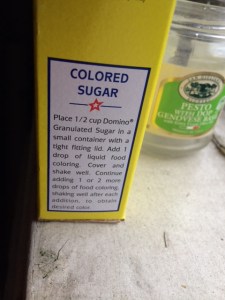 COLORED
SUGAR
Place 1/2 cup Domino®
Granulated Sugar in a
small container with a
tight fitting lid. Add 1
drop of liquid food
coloring. Cover and
shake well. Continue
adding 1 or 2 more
drops of food coloring,
shaking well after each
addition, to obtain
desired color.
PESTO
GENOVESE